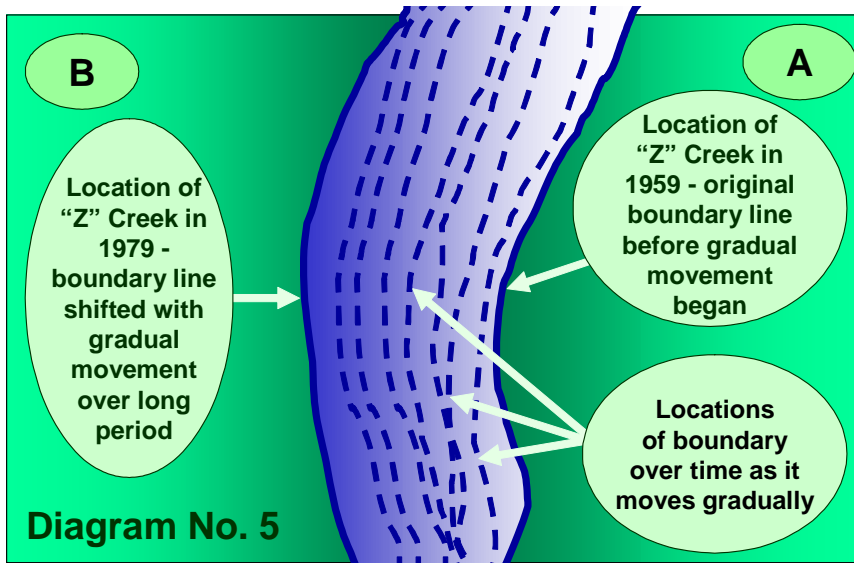 B
A
Location of
“Z” Creek in
1979 -
boundary line
shifted with
gradual
movement
over long
period
Location of
“Z” Creek in
1959 - original
boundary line
before gradual
movement
began
Locations
of boundary
over time as it
moves gradually
Diagram No. 5